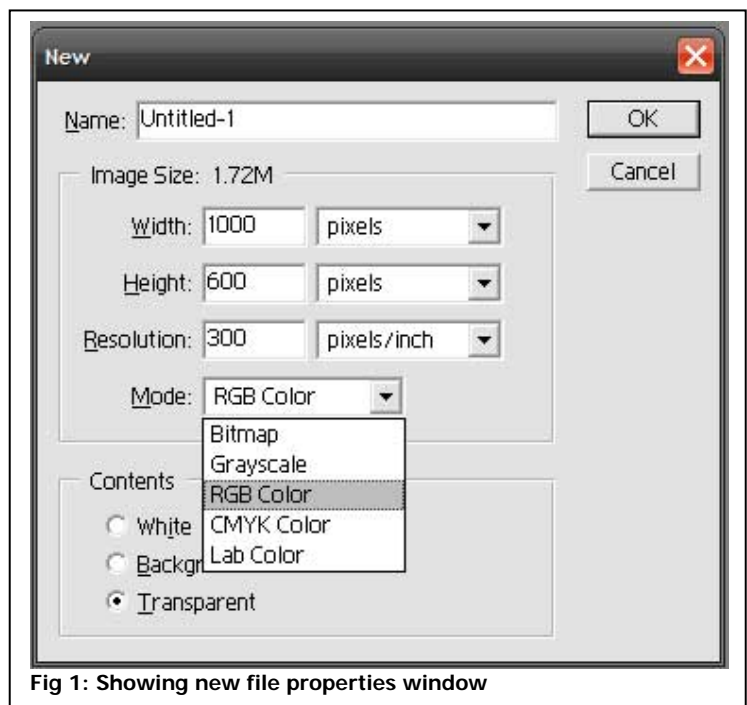 New
Name: Untitled-1
OK
Cancel
Image Size: 1.72M
Width: 1000 pixels
Height: 600 pixels
Resolution: 300 pixels/inch
Mode: RGB Color
Bitmap
Grayscale
RGB Color
CMYK Color
Lab Color
Contents
White
Backgr
Transparent
Fig 1: Showing new file properties window